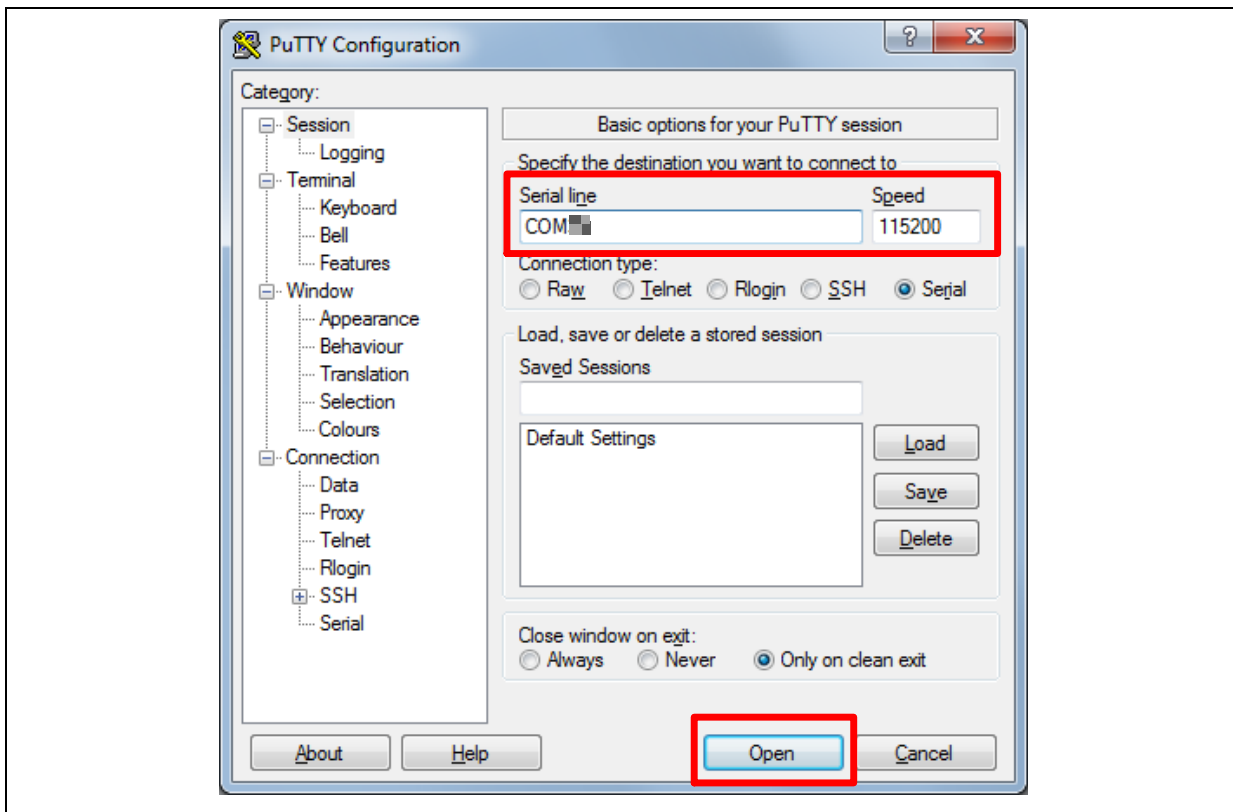 PuTTY Configuration
Category:
Session
Logging
Terminal
Keyboard
Bell
Features
Window
Appearance
Behaviour
Translation
Selection
Colours
Connection
Data
Proxy
Telnet
Rlogin
SSH
Serial
Basic options for your PuTTY session
Specify the destination you want to connect to
Serial line Speed
COM 115200
Connection type:
Raw Telnet Rlogin SSH Serial
Load, save or delete a stored session
Saved Sessions
Default Settings
Load
Save
Delete
Close window on exit:
Always Never Only on clean exit
About Help Open Cancel